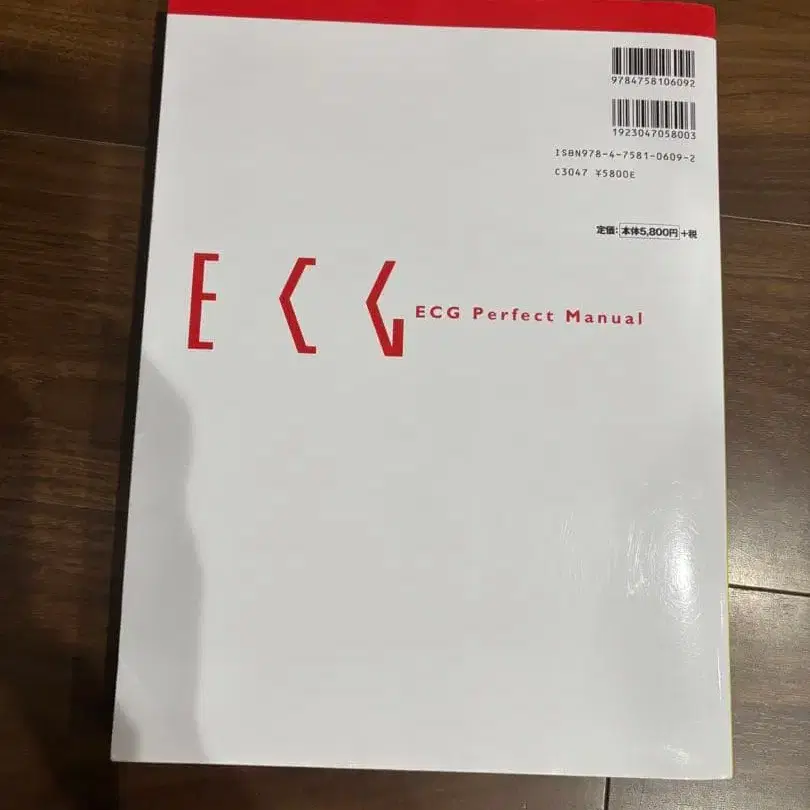 9784758106092
1923047058003
ISBN978-4-7581-0609-2
C3047 ¥5800E
定価：本体5,800円+税
ECG
ECG Perfect Manual